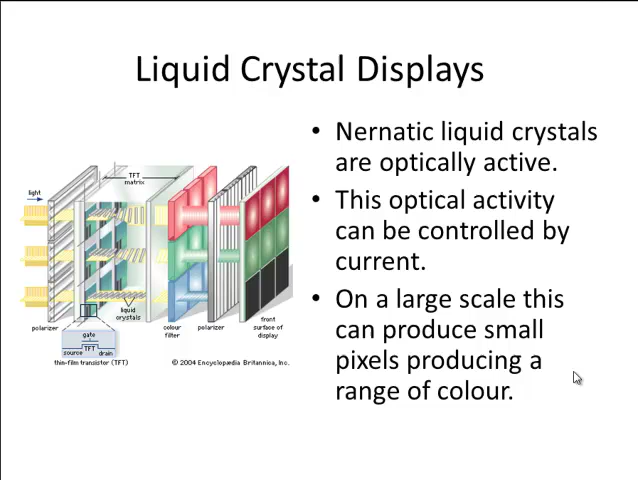 Liquid Crystal Displays
• Nernatic liquid crystals
are optically active.
• This optical activity
can be controlled by
current.
• On a large scale this
can produce small
pixels producing a
range of colour.
TFT
matrix
light
liquid
crystals
polarizer
colour
filter
polarizer
front
surface of
display
gate
TFT
source
drain
thin-film transistor (TFT)
© 2004 Encyclopædia Britannica, Inc.